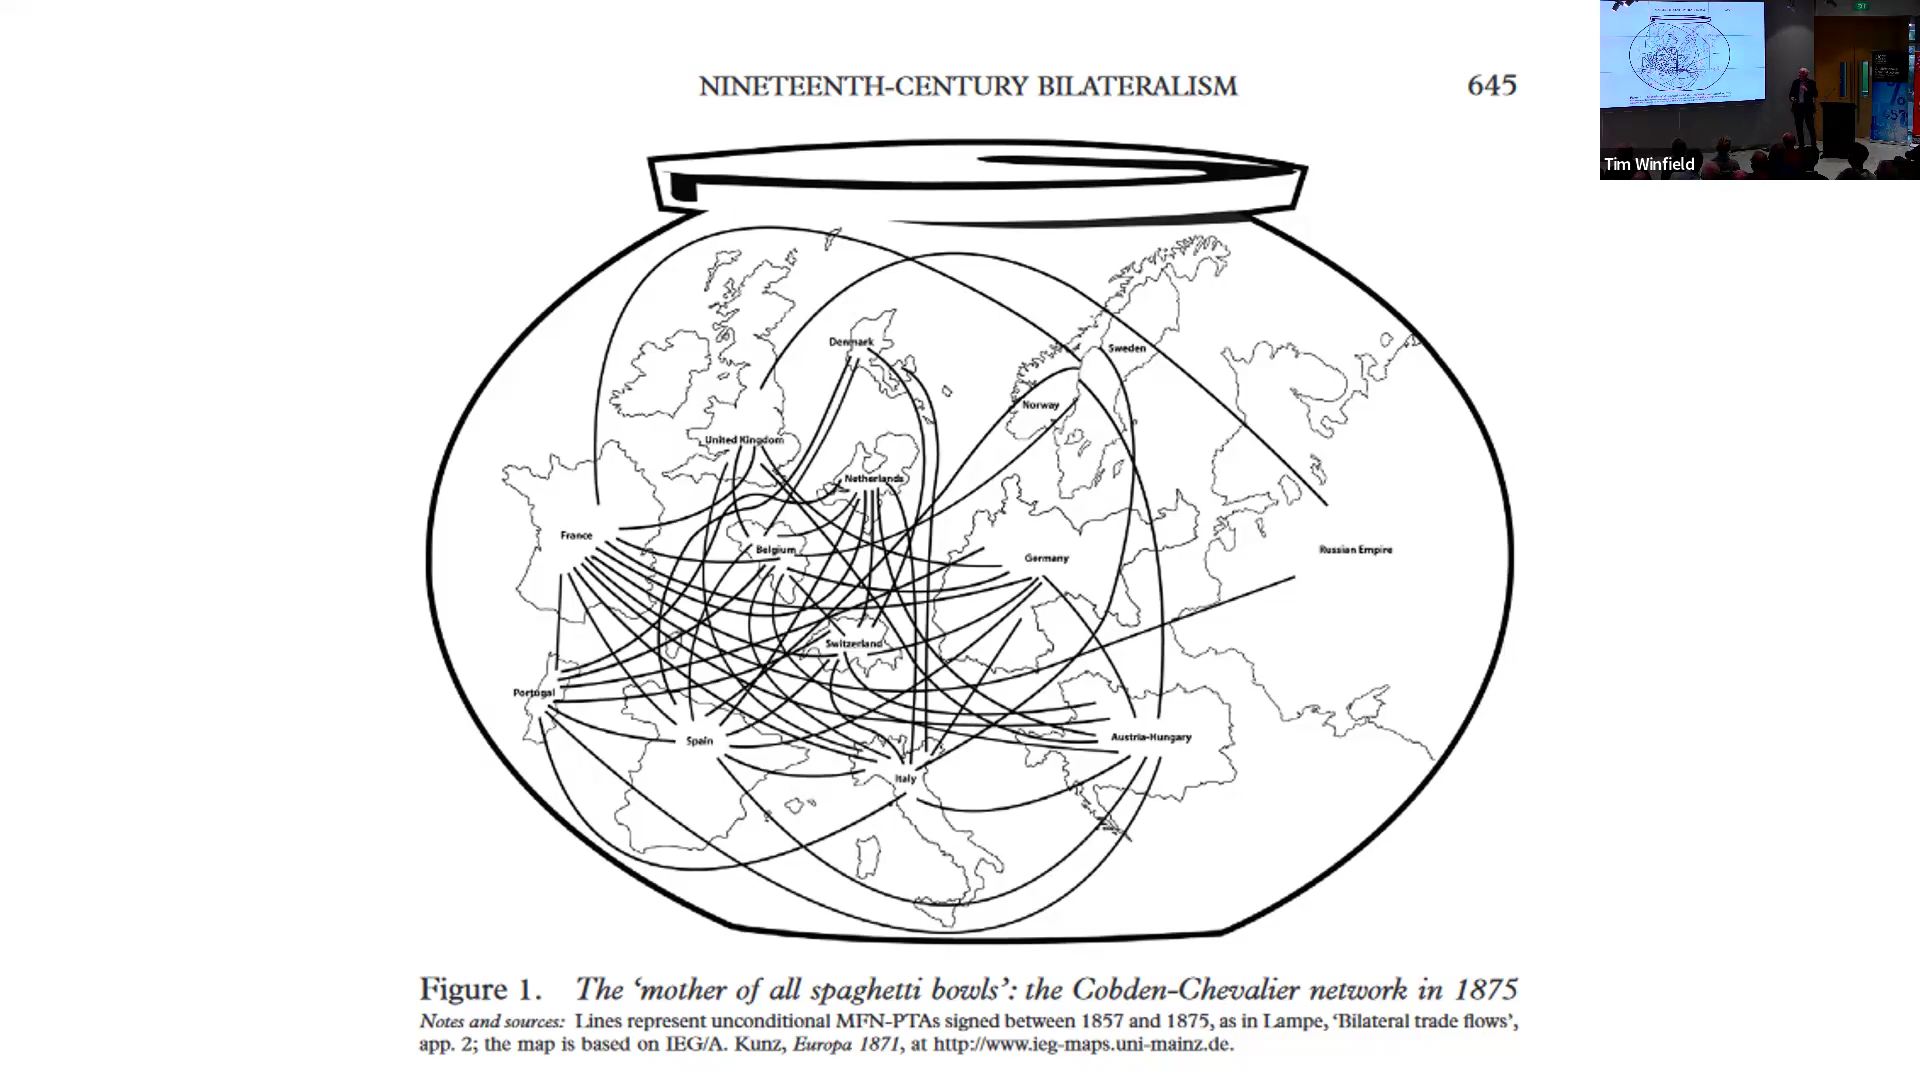 NINETEENTH-CENTURY BILATERALISM 645
Tim Winfield
Denmark
Sweden
Norway
United Kingdom
Netherlands
France
Belgium
Germany
Russian Empire
Switzerland
Portugal
Spain
Austria-Hungary
Italy
Figure 1. The ‘mother of all spaghetti bowls’: the Cobden-Chevalier network in 1875
Notes and sources: Lines represent unconditional MFN-PTAs signed between 1857 and 1875, as in Lampe, ‘Bilateral trade flows’,
app. 2; the map is based on IEG/A. Kunz, Europa 1871, at http://www.ieg-maps.uni-mainz.de.